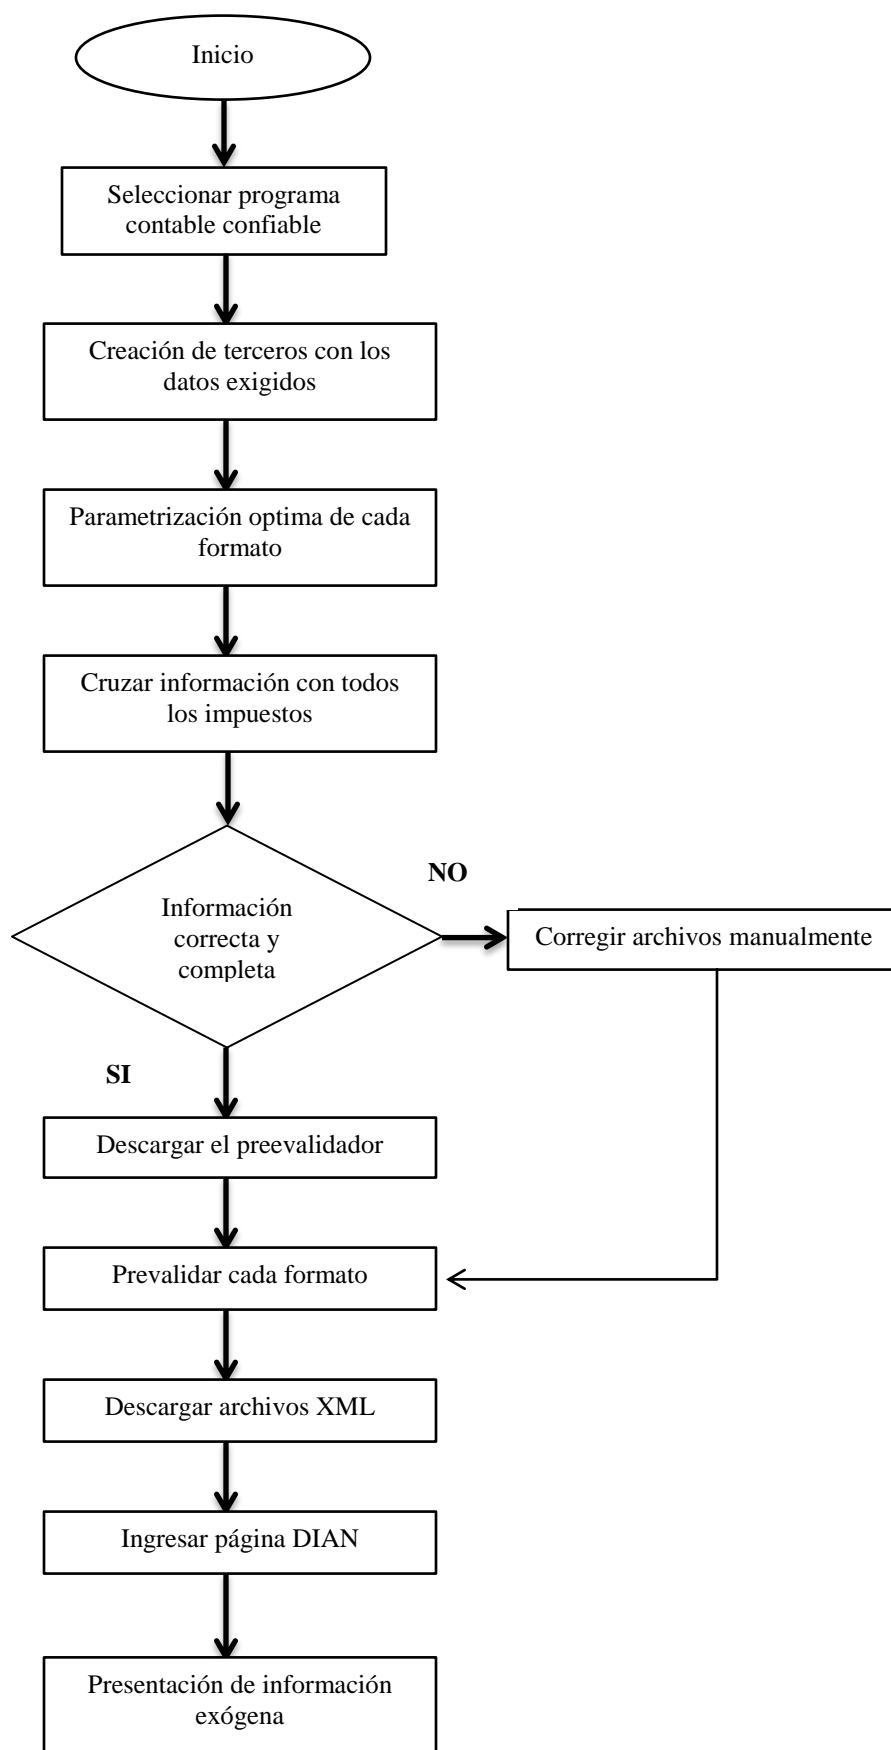 Inicio
Seleccionar programa
contable confiable
Creación de terceros con los
datos exigidos
Parametrización optima de cada
formato
Cruzar información con todos
los impuestos
NO
Información
correcta y
completa
Corregir archivos manualmente
SI
Descargar el preevalidador
Prevalidar cada formato
Descargar archivos XML
Ingresar página DIAN
Presentación de información
exógena